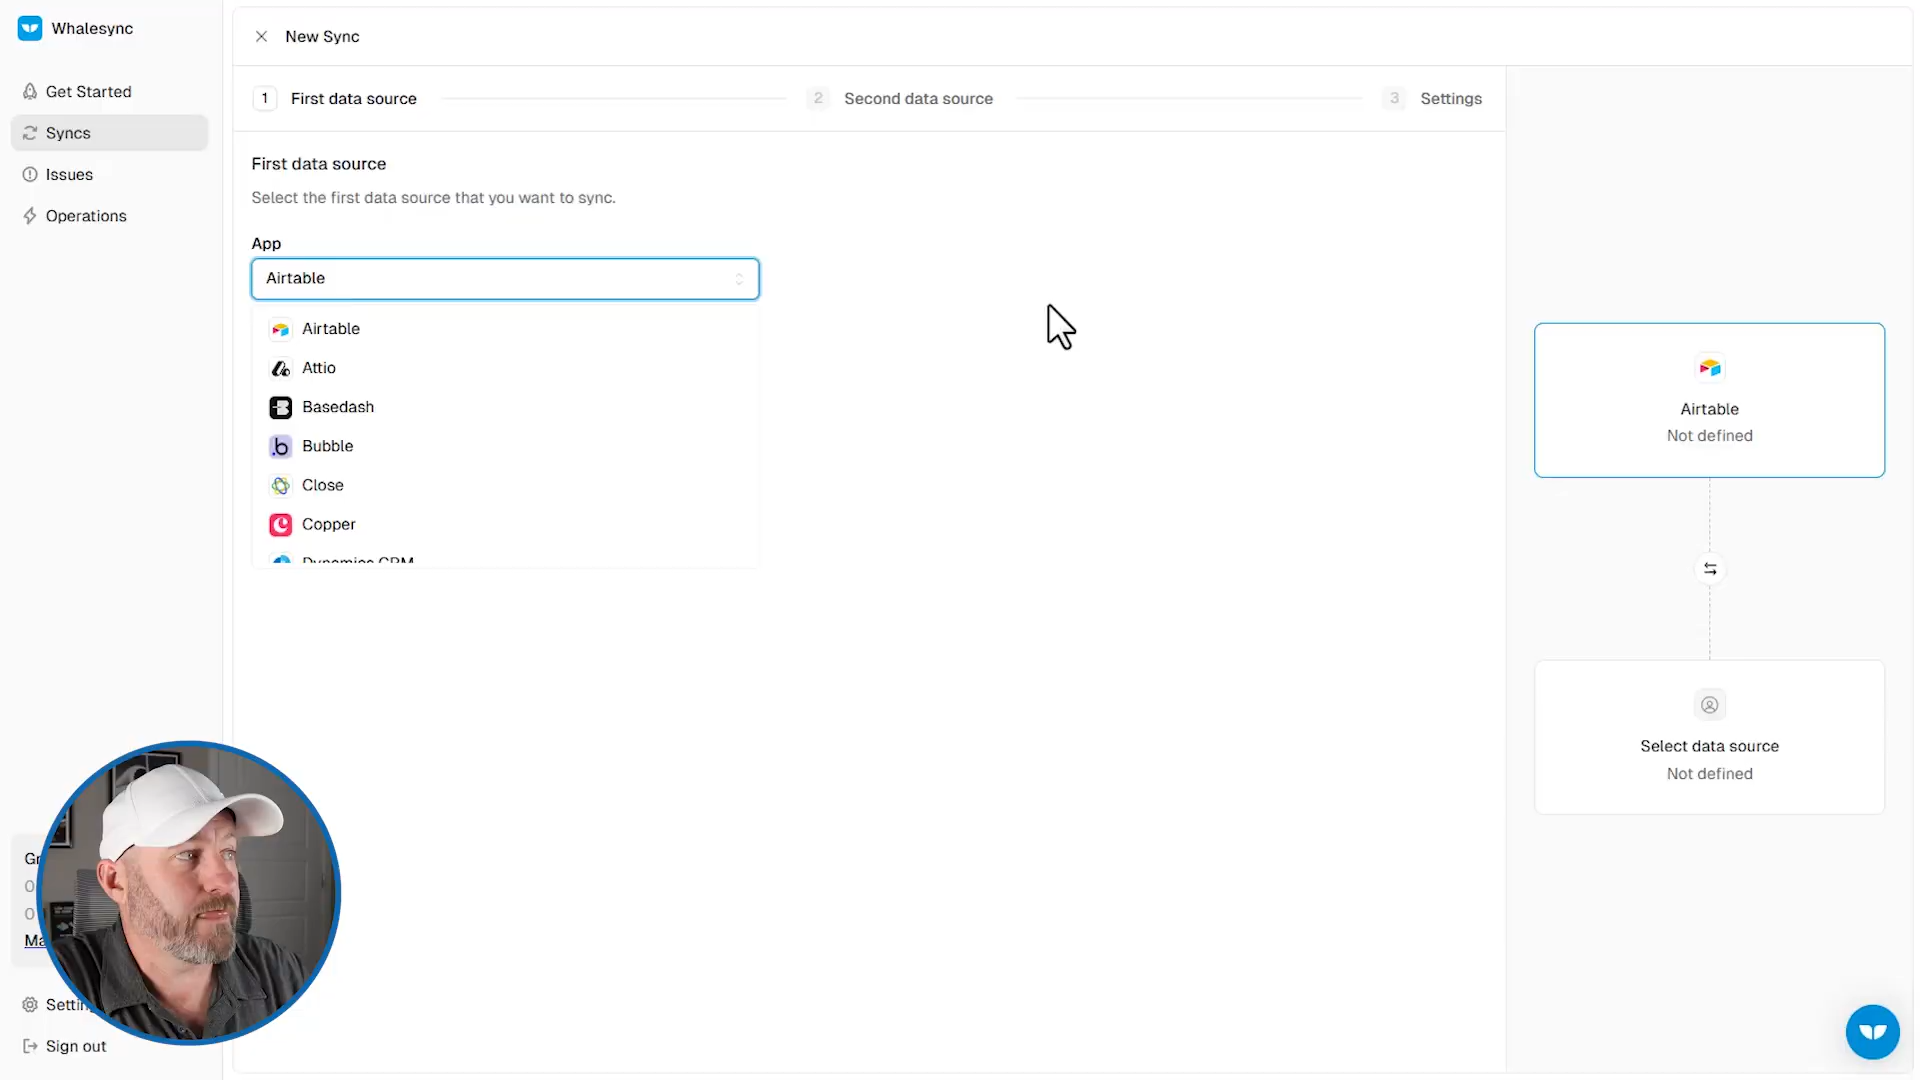 Whalesync
Get Started
Syncs
Issues
Operations
New Sync
1 First data source
2 Second data source
3 Settings
First data source
Select the first data source that you want to sync.
App
Airtable
Airtable
Attio
Basedash
Bubble
Close
Copper
Dynamics CRM
Airtable
Not defined
Select data source
Not defined
Sign out